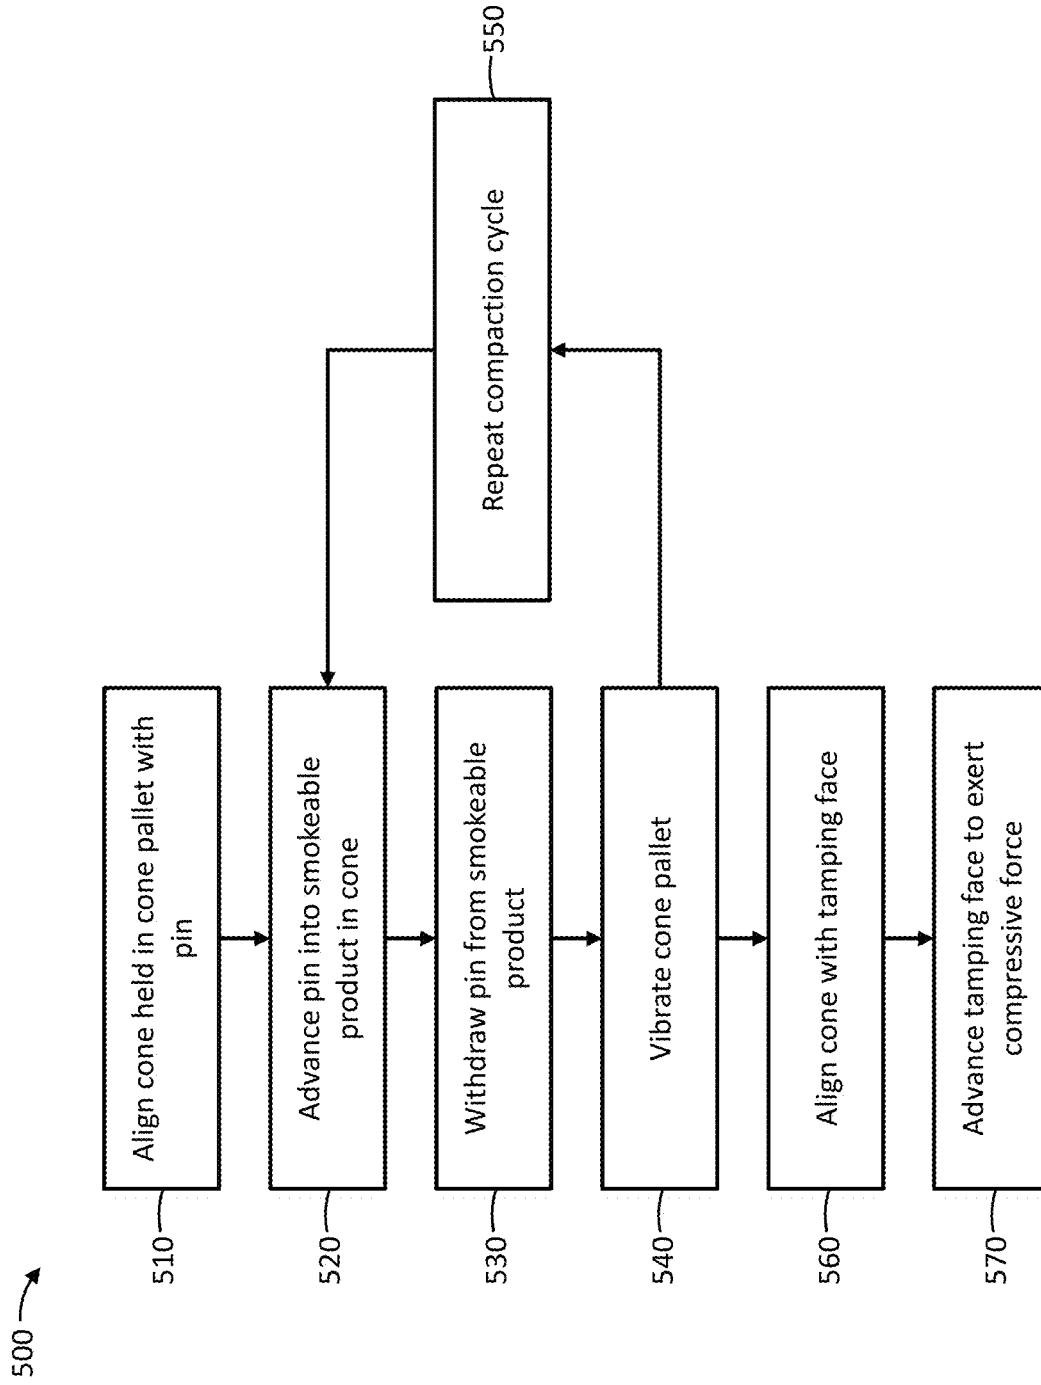 500
510
Align cone held in cone pallet with
pin
520
Advance pin into smokeable
product in cone
530
Withdraw pin from smokeable
product
540
Vibrate cone pallet
550
Repeat compaction cycle
560
Align cone with tamping face
570
Advance tamping face to exert
compressive force